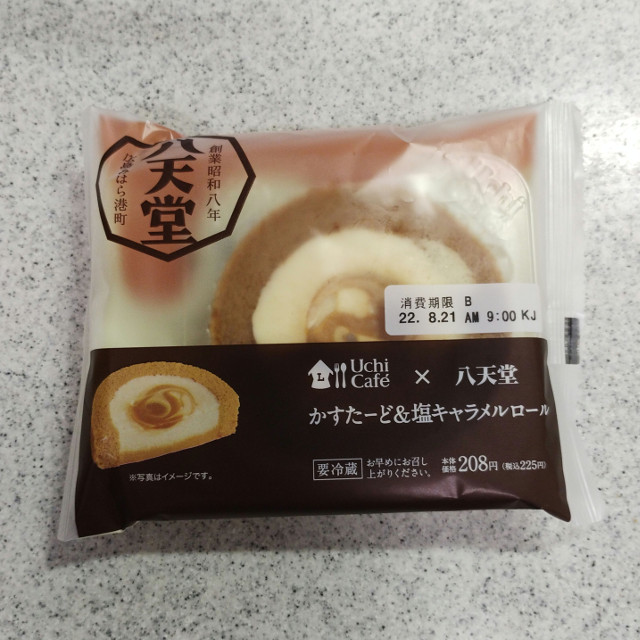 創業昭和八年
八天堂
みはら港町
消費期限 B
22. 8.21 AM 9:00 KJ
Uchi Café × 八天堂
かすたーど&塩キャラメルロール
要冷蔵 お早めにお召し上がりください。
本体価格 208円 (税込225円)
※写真はイメージです。